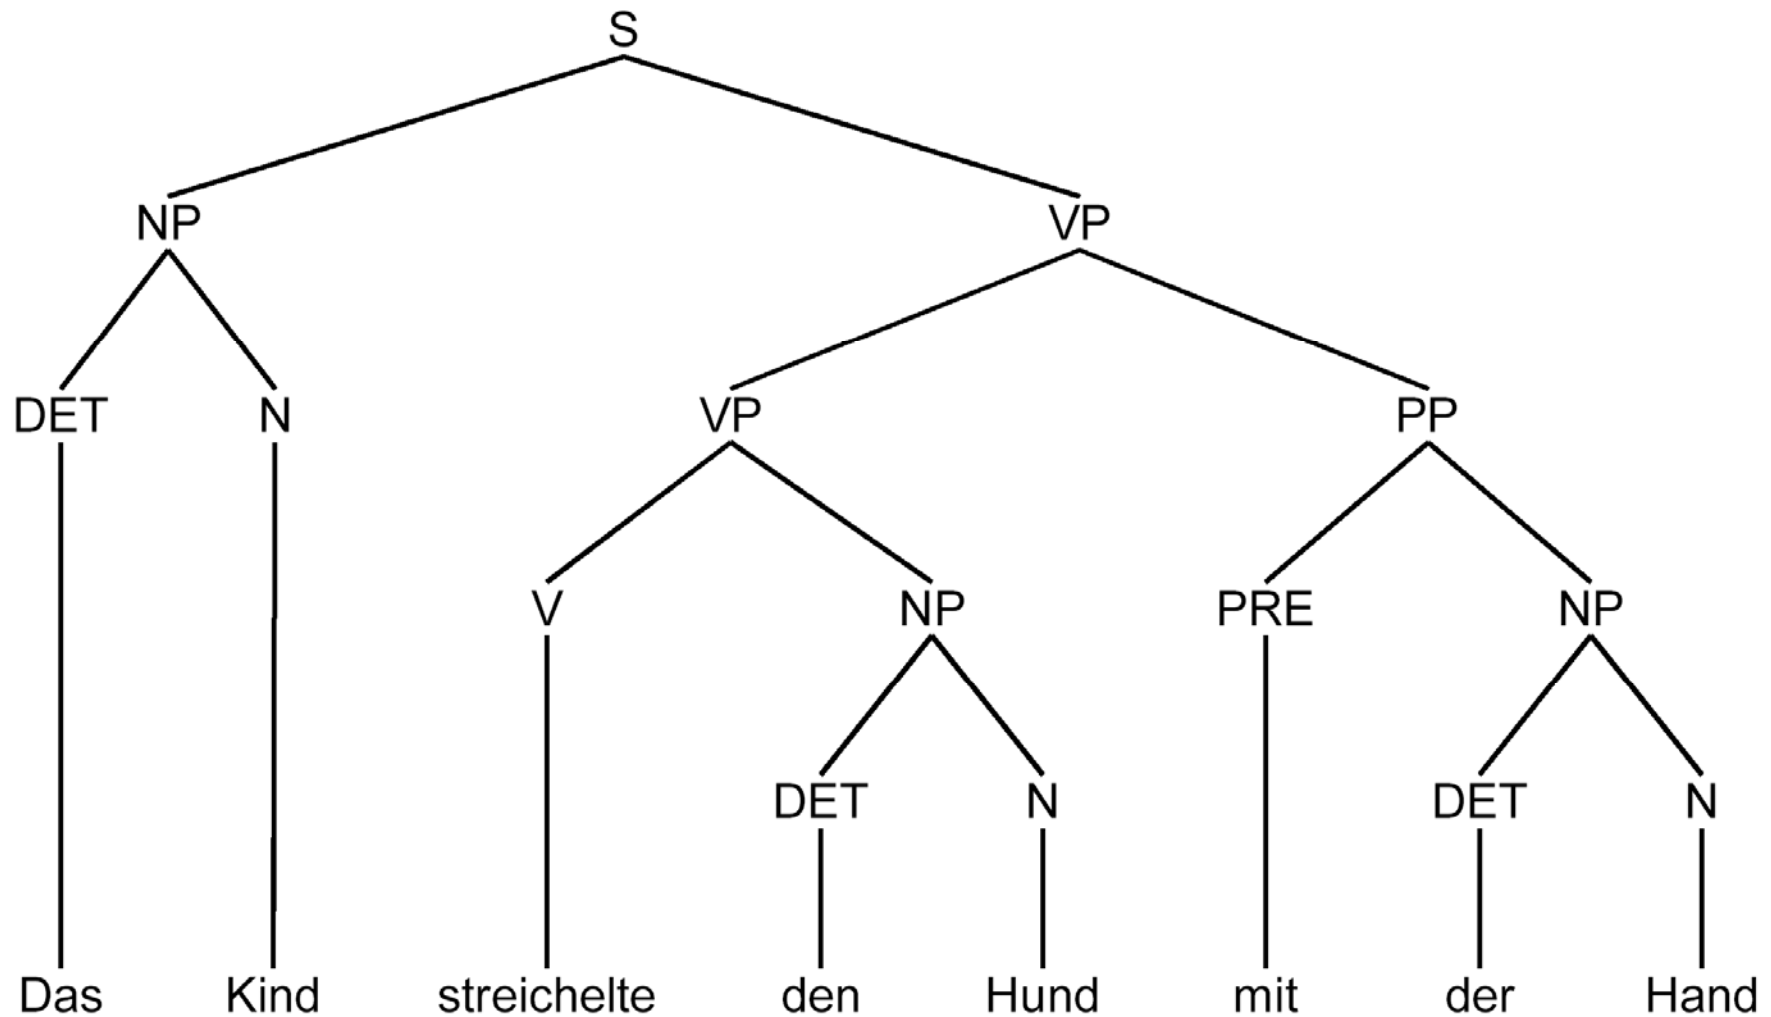 S
NP VP
DET N VP PP
V NP PRE NP
DET N DET N
Das Kind streichelte den Hund mit der Hand